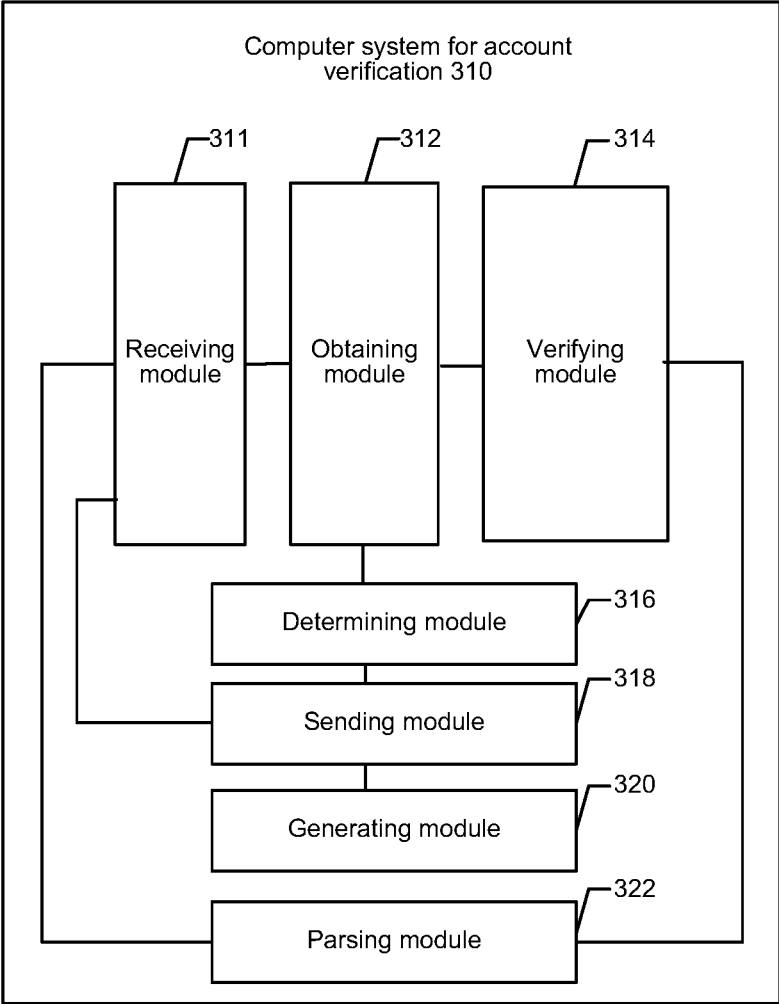 Computer system for account
verification 310
311
312
314
Receiving
module
Obtaining
module
Verifying
module
Determining module
316
Sending module
318
Generating module
320
Parsing module
322